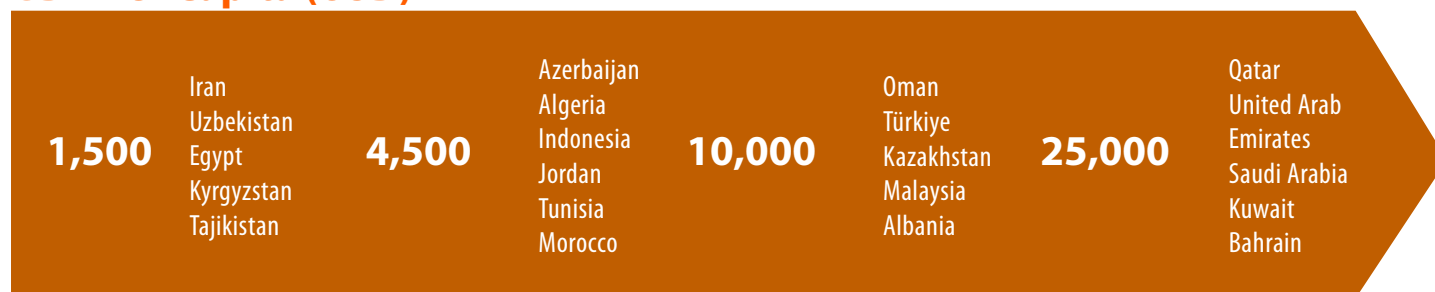 1,500
Iran
Uzbekistan
Egypt
Kyrgyzstan
Tajikistan
4,500
Azerbaijan
Algeria
Indonesia
Jordan
Tunisia
Morocco
10,000
Oman
Türkiye
Kazakhstan
Malaysia
Albania
25,000
Qatar
United Arab
Emirates
Saudi Arabia
Kuwait
Bahrain